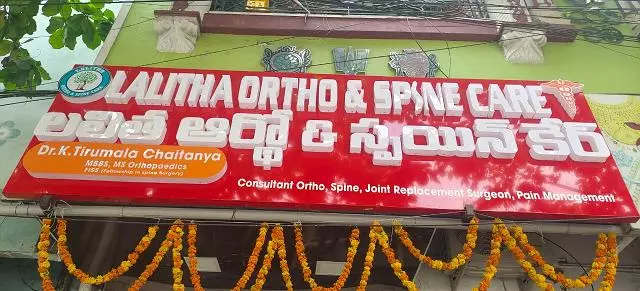 LALITHA ORTHO & SPINE CARE
లలిత ఆర్థో & స్పయిన్ కేర్
Dr.K.Tirumala Chaitanya
MBBS, MS Orthopaedics
FISS (Fellowship in spine Surgery)
Consultant Ortho, Spine, Joint Replacement Surgeon, Pain Management